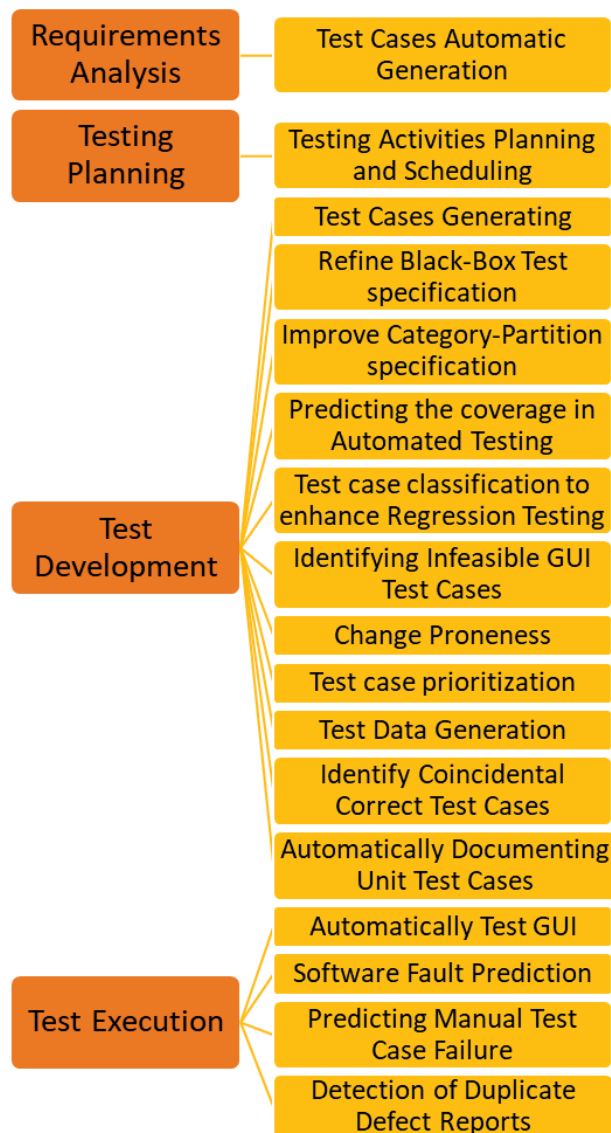 Requirements
Analysis
Test Cases Automatic
Generation
Testing
Planning
Testing Activities Planning
and Scheduling
Test
Development
Test Cases Generating
Refine Black-Box Test
specification
Improve Category-Partition
specification
Predicting the coverage in
Automated Testing
Test case classification to
enhance Regression Testing
Identifying Infeasible GUI
Test Cases
Change Proneness
Test case prioritization
Test Data Generation
Identify Coincidental
Correct Test Cases
Automatically Documenting
Unit Test Cases
Test Execution
Automatically Test GUI
Software Fault Prediction
Predicting Manual Test
Case Failure
Detection of Duplicate
Defect Reports